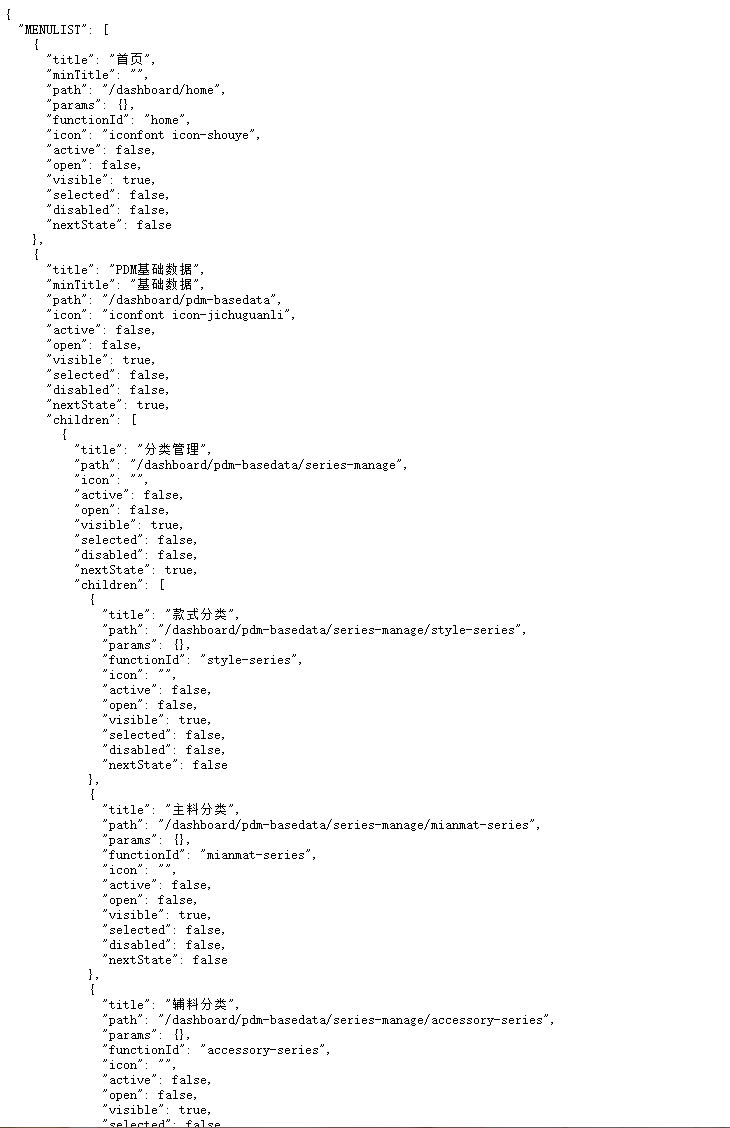 {
  "MENULIST": [
    {
      "title": "首页",
      "minTitle": "",
      "path": "/dashboard/home",
      "params": {},
      "functionId": "home",
      "icon": "iconfont icon-shouye",
      "active": false,
      "open": false,
      "visible": true,
      "selected": false,
      "disabled": false,
      "nextState": false
    },
    {
      "title": "PDM基础数据",
      "minTitle": "基础数据",
      "path": "/dashboard/pdm-basedata",
      "icon": "iconfont icon-jichuguanli",
      "active": false,
      "open": false,
      "visible": true,
      "selected": false,
      "disabled": false,
      "nextState": true,
      "children": [
        {
          "title": "分类管理",
          "path": "/dashboard/pdm-basedata/series-manage",
          "icon": "",
          "active": false,
          "open": false,
          "visible": true,
          "selected": false,
          "disabled": false,
          "nextState": true,
          "children": [
            {
              "title": "款式分类",
              "path": "/dashboard/pdm-basedata/series-manage/style-series",
              "params": {},
              "functionId": "style-series",
              "icon": "",
              "active": false,
              "open": false,
              "visible": true,
              "selected": false,
              "disabled": false,
              "nextState": false
            },
            {
              "title": "主料分类",
              "path": "/dashboard/pdm-basedata/series-manage/mianmat-series",
              "params": {},
              "functionId": "mianmat-series",
              "icon": "",
              "active": false,
              "open": false,
              "visible": true,
              "selected": false,
              "disabled": false,
              "nextState": false
            },
            {
              "title": "辅料分类",
              "path": "/dashboard/pdm-basedata/series-manage/accessory-series",
              "params": {},
              "functionId": "accessory-series",
              "icon": "",
              "active": false,
              "open": false,
              "visible": true,
              "selected": false